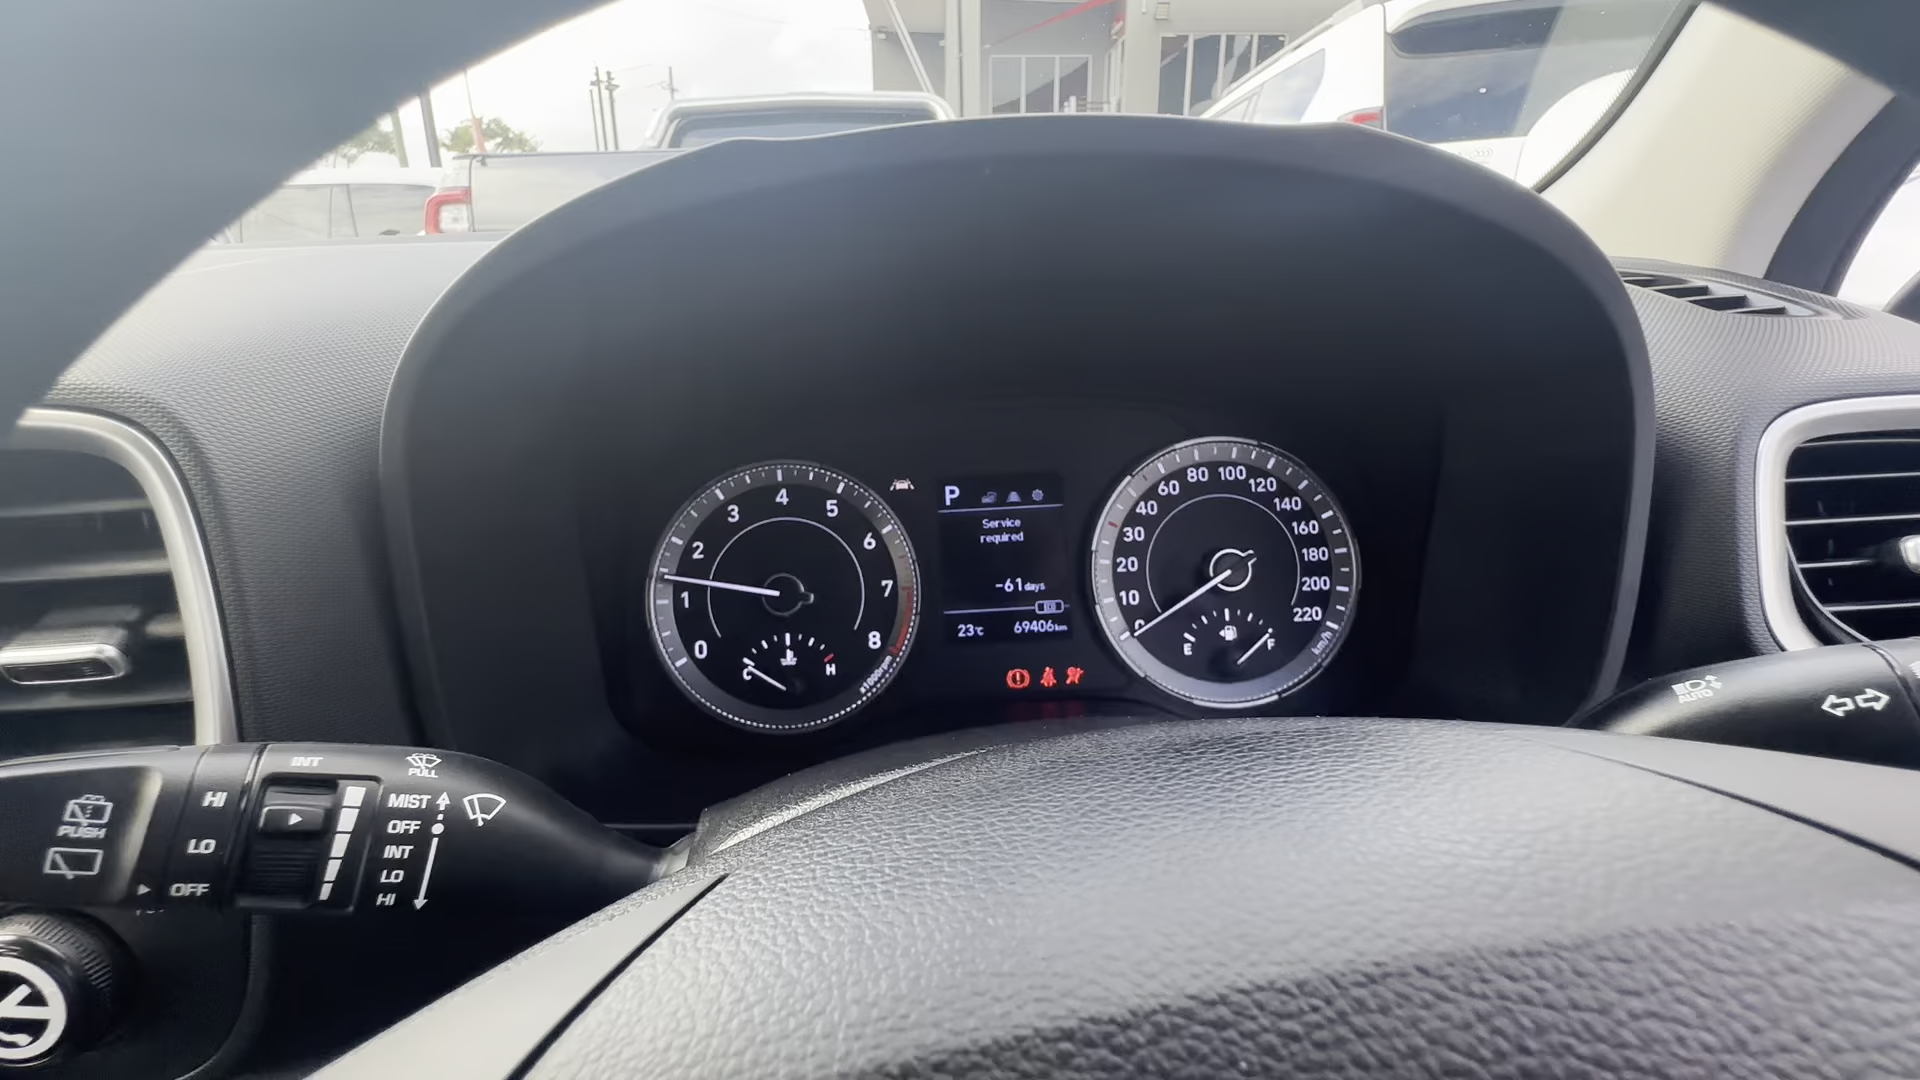 0 1 2 3 4 5 6 7 8
x1000rpm
C H
P
Service
required
-61days
23°C 69406km
0 10 20 30 40 60 80 100 120 140 160 180 200 220
km/h
E F
AUTO
INT
PULL
PUSH
HI
LO
OFF
MIST
OFF
INT
LO
HI